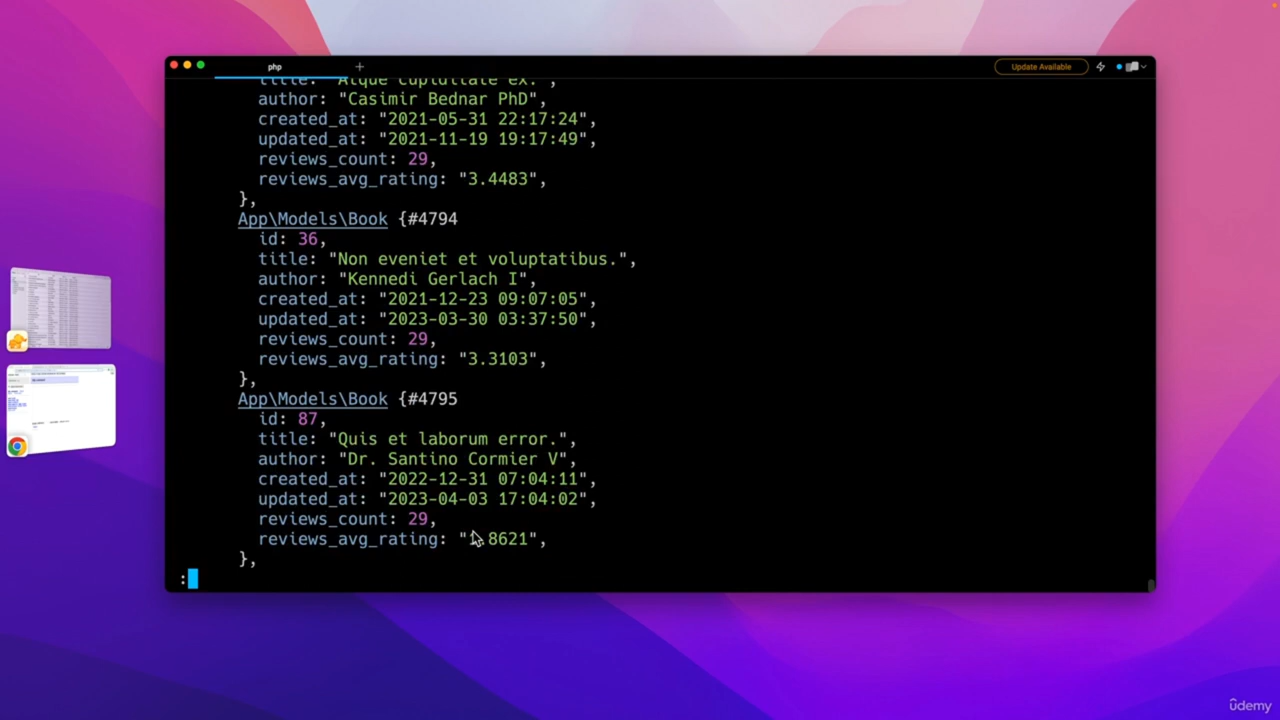 php
+
Update Available
title: "Atque cupiditate ex.",
author: "Casimir Bednar PhD",
created_at: "2021-05-31 22:17:24",
updated_at: "2021-11-19 19:17:49",
reviews_count: 29,
reviews_avg_rating: "3.4483",
},
App\Models\Book {#4794
id: 36,
title: "Non eveniet et voluptatibus.",
author: "Kennedi Gerlach I",
created_at: "2021-12-23 09:07:05",
updated_at: "2023-03-30 03:37:50",
reviews_count: 29,
reviews_avg_rating: "3.3103",
},
App\Models\Book {#4795
id: 87,
title: "Quis et laborum error.",
author: "Dr. Santino Cormier V",
created_at: "2022-12-31 07:04:11",
updated_at: "2023-04-03 17:04:02",
reviews_count: 29,
reviews_avg_rating: 
},
:
ûdemy